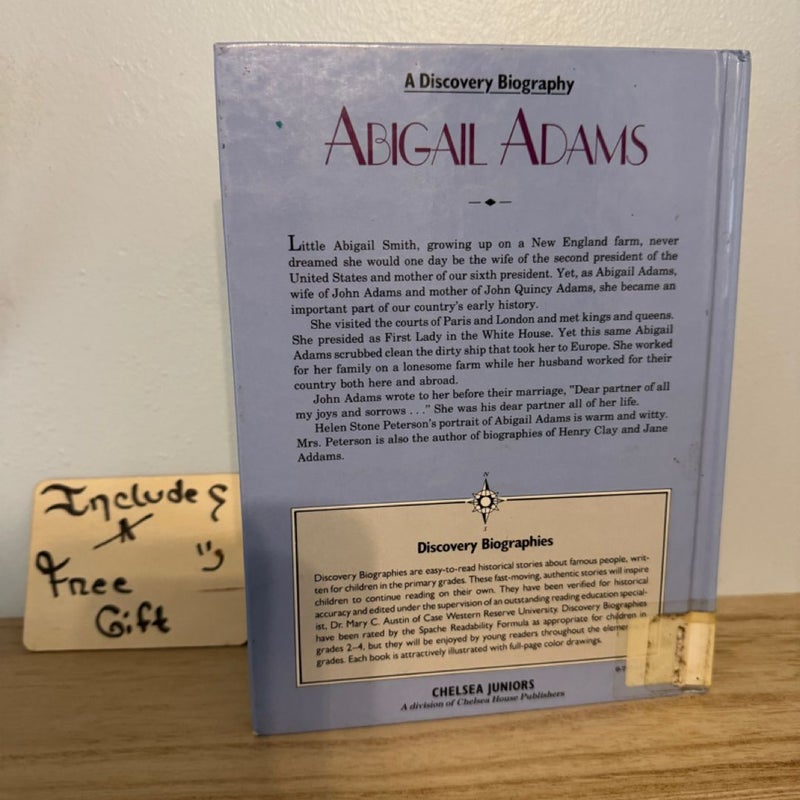 A Discovery Biography
ABIGAIL ADAMS
Little Abigail Smith, growing up on a New England farm, never
dreamed she would one day be the wife of the second president of the
United States and mother of our sixth president. Yet, as Abigail Adams,
wife of John Adams and mother of John Quincy Adams, she became an
important part of our country's early history.
She visited the courts of Paris and London and met kings and queens.
She presided as First Lady in the White House. Yet this same Abigail
Adams scrubbed clean the dirty ship that took her to Europe. She worked
for her family on a lonesome farm while her husband worked for their
country both here and abroad.
John Adams wrote to her before their marriage, "Dear partner of all
my joys and sorrows . . ." She was his dear partner all of her life.
Helen Stone Peterson's portrait of Abigail Adams is warm and witty.
Mrs. Peterson is also the author of biographies of Henry Clay and Jane
Addams.
N
S
Discovery Biographies
Discovery Biographies are easy-to-read historical stories about famous people, writ-
ten for children in the primary grades. These fast-moving, authentic stories will inspire
children to continue reading on their own. They have been verified for historical
accuracy and edited under the supervision of an outstanding reading education special-
ist, Dr. Mary C. Austin of Case Western Reserve University. Discovery Biographies
have been rated by the Spache Readability Formula as appropriate for children in
grades 2–4, but they will be enjoyed by young readers throughout the elemen
grades. Each book is attractively illustrated with full-page color drawings.
CHELSEA JUNIORS
A division of Chelsea House Publishers
Includes
A
Free
Gift